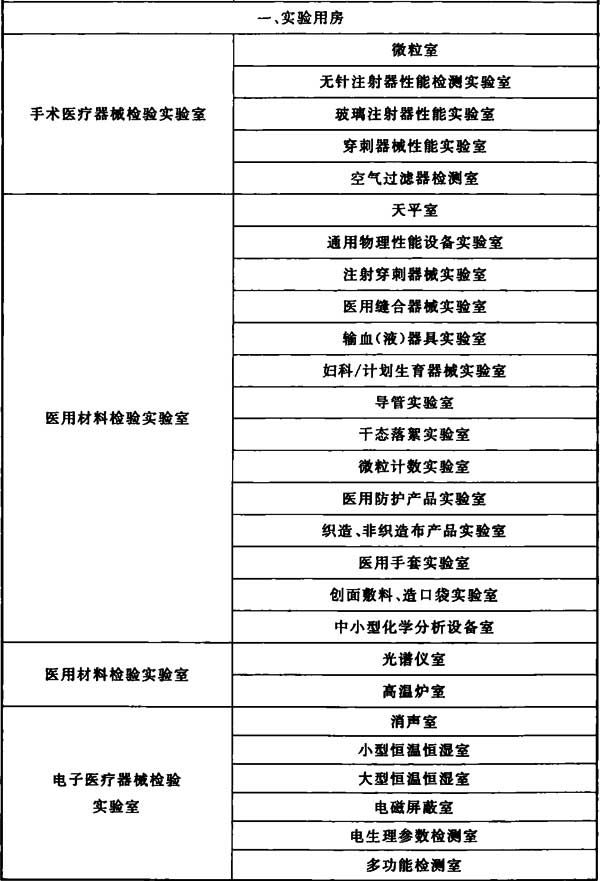 一、实验用房
手术医疗器械检验实验室
微粒室
无针注射器性能检测实验室
玻璃注射器性能实验室
穿刺器械性能实验室
空气过滤器检测室
医用材料检验实验室
天平室
通用物理性能设备实验室
注射穿刺器械实验室
医用缝合器械实验室
输血(液)器具实验室
妇科/计划生育器械实验室
导管实验室
干态落絮实验室
微粒计数实验室
医用防护产品实验室
织造、非织造布产品实验室
医用手套实验室
创面敷料、造口袋实验室
中小型化学分析设备室
医用材料检验实验室
光谱仪室
高温炉室
电子医疗器械检验
实验室
消声室
小型恒温恒湿室
大型恒温恒湿室
电磁屏蔽室
电生理参数检测室
多功能检测室